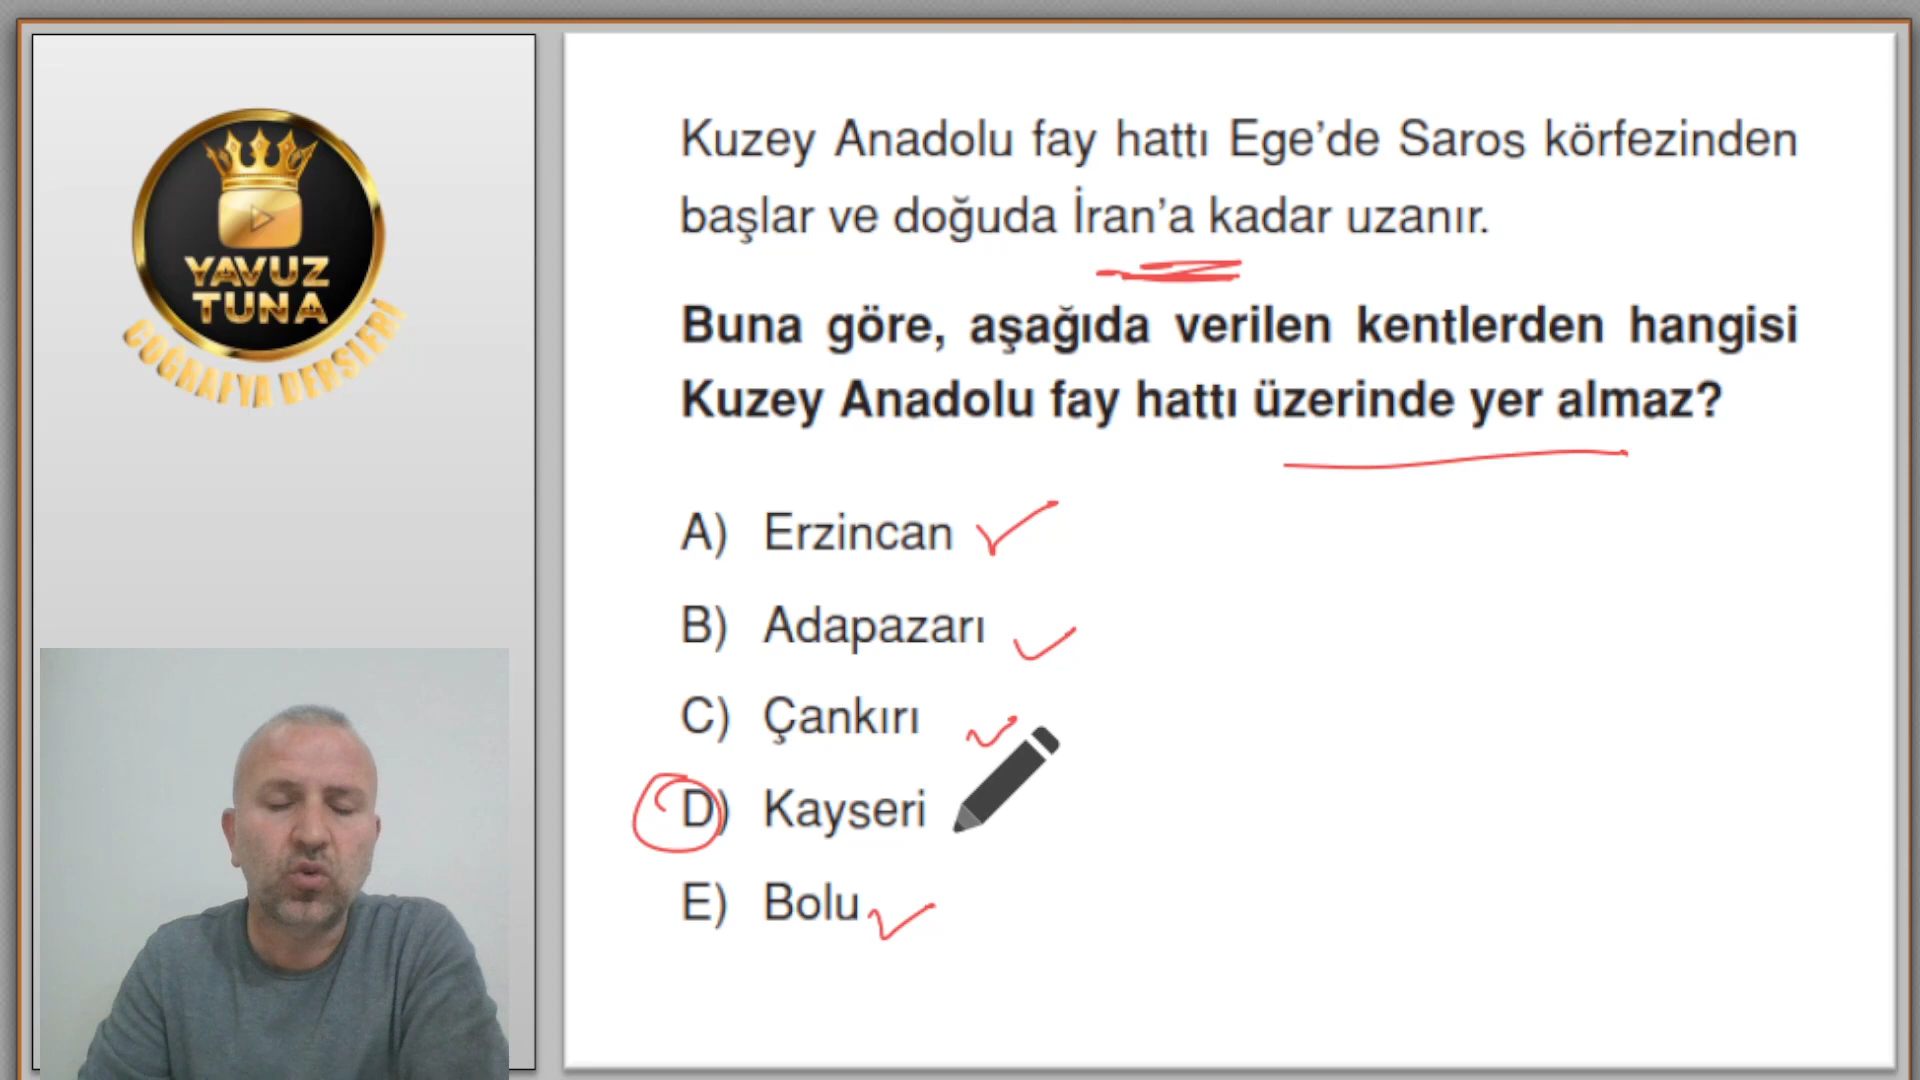 YAVUZ
TUNA
COĞRAFYA DERSLERİ
Kuzey Anadolu fay hattı Ege’de Saros körfezinden
başlar ve doğuda İran’a kadar uzanır.
Buna göre, aşağıda verilen kentlerden hangisi
Kuzey Anadolu fay hattı üzerinde yer almaz?
A) Erzincan
B) Adapazarı
C) Çankırı
D) Kayseri
E) Bolu